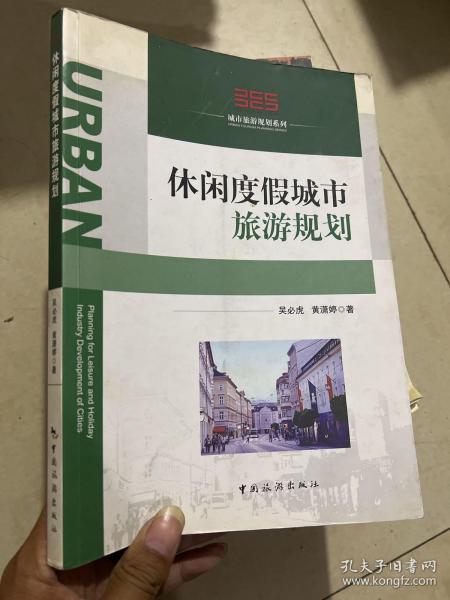 休闲度假城市旅游规划
吴必虎 黄潇婷◎著
中国旅游出版社
URBAN
Planning for Leisure and Holiday
Industry Development of Cities
城市旅游规划系列
URBAN TOURISM PLANNING SERIES
休闲度假城市
旅游规划
吴必虎 黄潇婷◎著
中国旅游出版社
孔夫子旧书网
www.kongfz.com